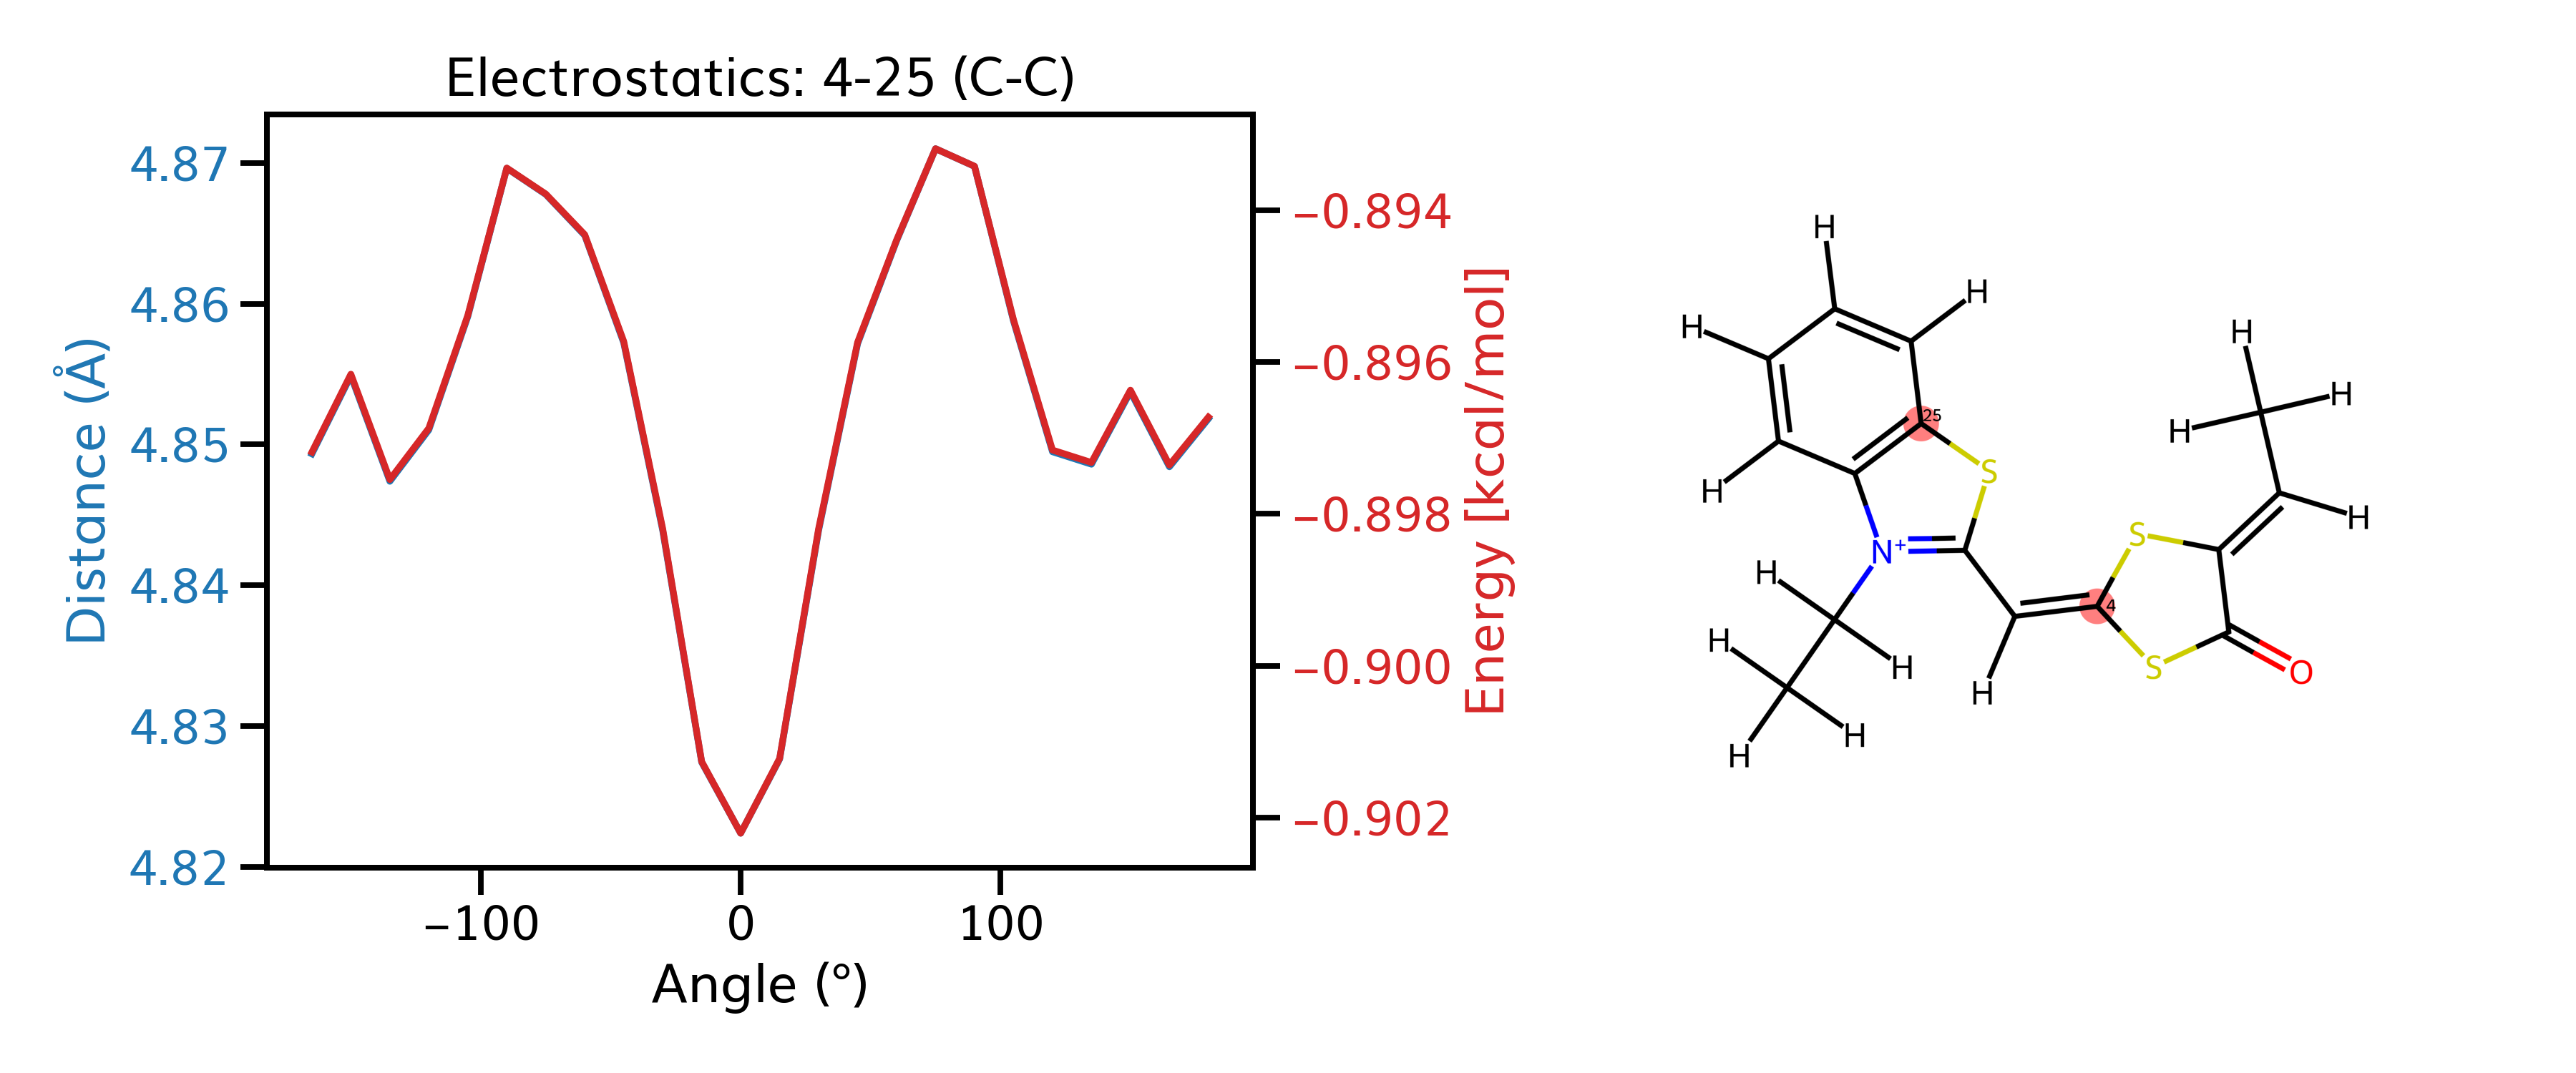 Electrostatics: 4-25 (C-C)
4.87
4.86
4.85
4.84
4.83
4.82
Distance (Å)
−100
0
100
Angle (°)
−0.894
−0.896
−0.898
−0.900
−0.902
Energy [kcal/mol]
H
H
H
H
25
S
N+
H
H
H
H
H
H
4
S
S
O
H
H
H
H